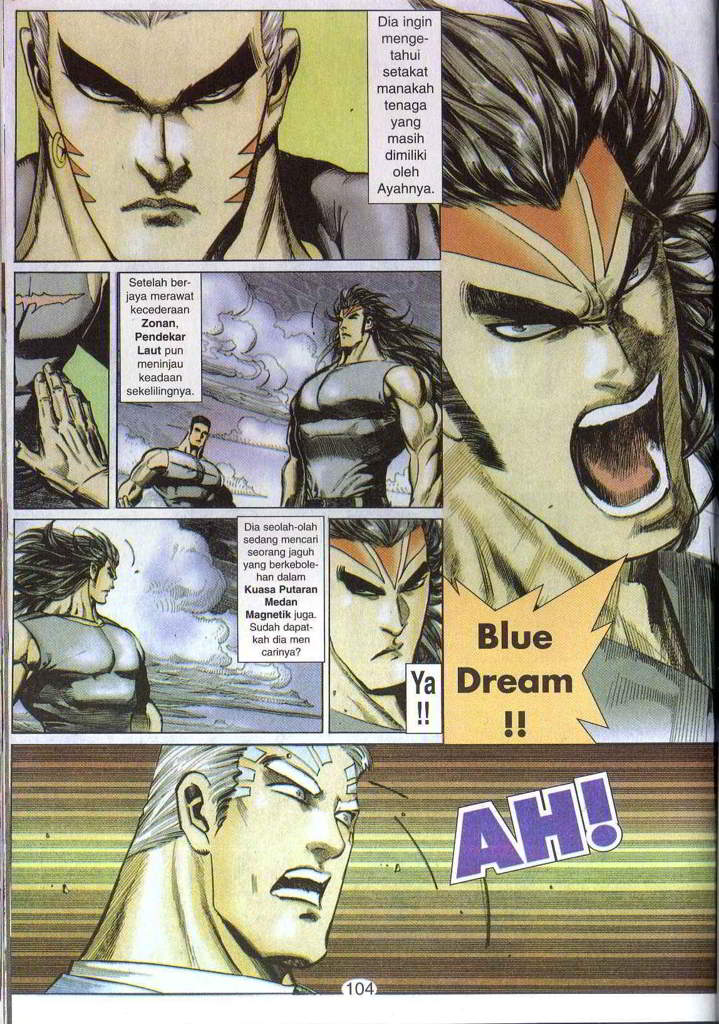 Dia ingin
menge-
tahui
setakat
manakah
tenaga
yang
masih
dimiliki
oleh
Ayahnya.
Setelah ber-
jaya merawat
kecederaan
Zonan,
Pendekar
Laut pun
meninjau
keadaan
sekelilingnya.
Dia seolah-olah
sedang mencari
seorang jaguh
yang berkebole-
han dalam
Kuasa Putaran
Medan
Magnetik juga.
Sudah dapat-
kah dia men
carinya?
Ya
!!
Blue
Dream
!!
AH!
104